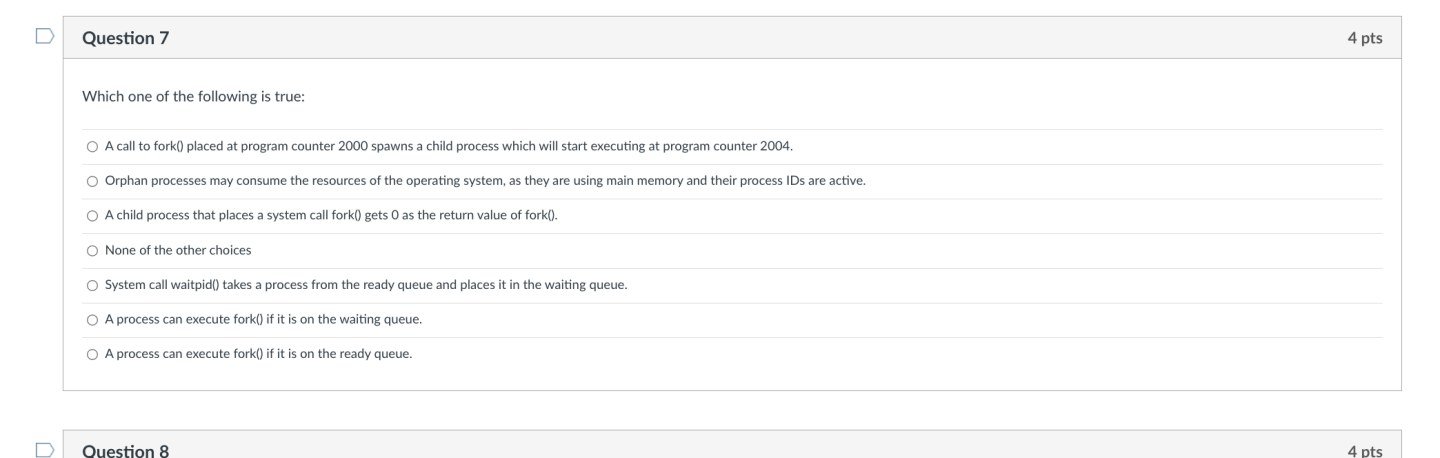 Question 7
4 pts
Which one of the following is true:
A call to fork() placed at program counter 2000 spawns a child process which will start executing at program counter 2004.
Orphan processes may consume the resources of the operating system, as they are using main memory and their process IDs are active.
A child process that places a system call fork() gets 0 as the return value of fork().
None of the other choices
System call waitpid() takes a process from the ready queue and places it in the waiting queue.
A process can execute fork() if it is on the waiting queue.
A process can execute fork() if it is on the ready queue.
Question 8
4 pts